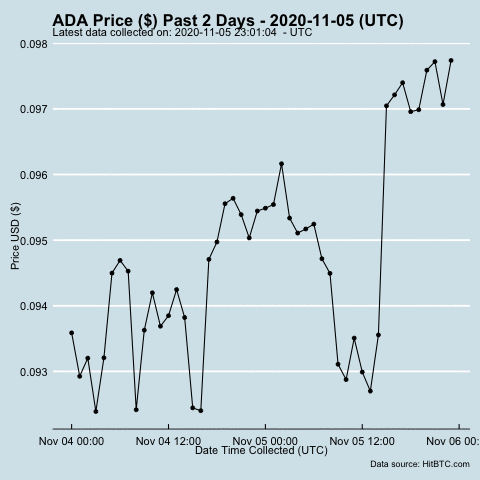 ADA Price ($) Past 2 Days - 2020-11-05 (UTC)
Latest data collected on: 2020-11-05 23:01:04 - UTC
0.098
0.097
0.096
0.095
0.094
0.093
Price USD ($)
Nov 04 00:00 Nov 04 12:00 Nov 05 00:00 Nov 05 12:00 Nov 06 00:
Date Time Collected (UTC)
Data source: HitBTC.com